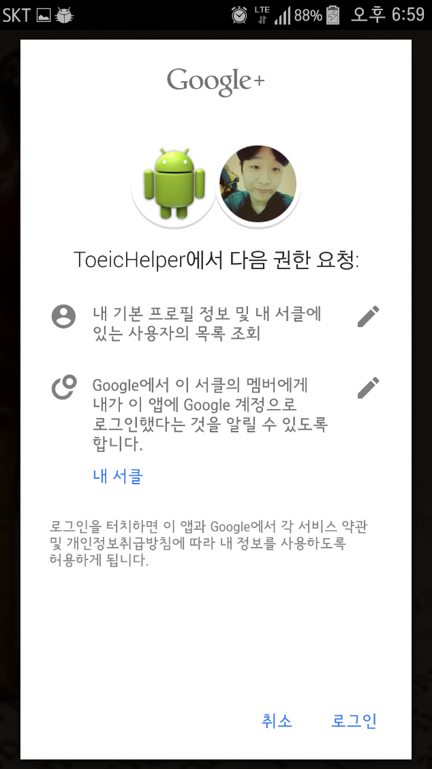 SKT LTE 88% 오후 6:59
Google+
ToeicHelper에서 다음 권한 요청:
내 기본 프로필 정보 및 내 서클에
있는 사용자의 목록 조회
Google에서 이 서클의 멤버에게
내가 이 앱에 Google 계정으로
로그인했다는 것을 알릴 수 있도록
합니다.
내 서클
로그인을 터치하면 이 앱과 Google에서 각 서비스 약관
및 개인정보취급방침에 따라 내 정보를 사용하도록
허용하게 됩니다.
취소 로그인